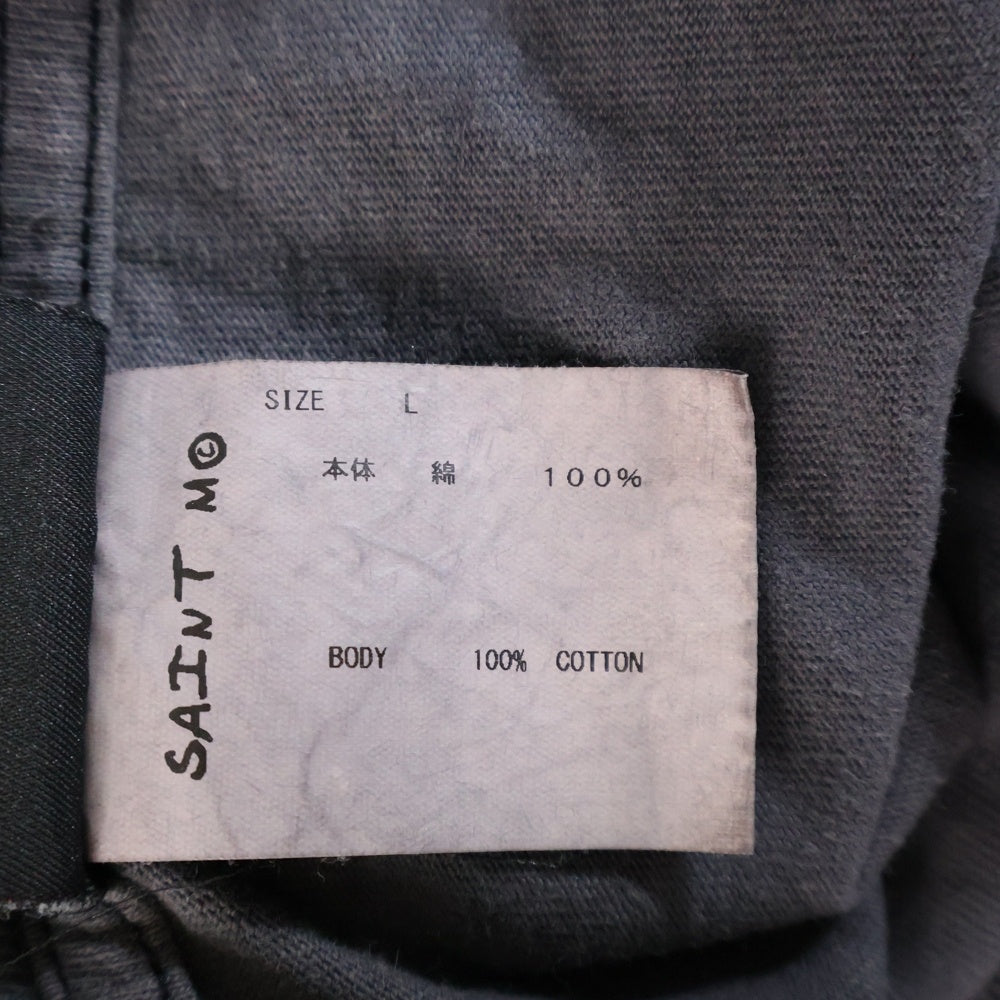 SIZE L
本体 綿 １００％
BODY 100% COTTON
SAINT M©